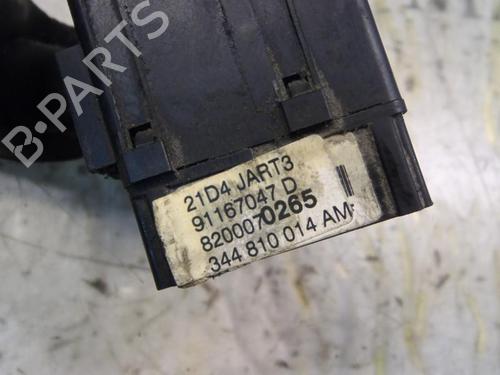 B-PARTS
21D4 JART3
91167047 D
8200070265
344 810 014 AM